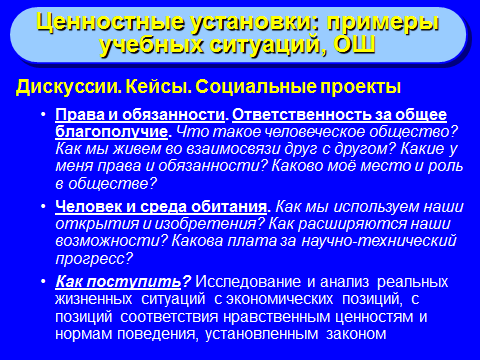 Ценностные установки: примеры
учебных ситуаций, ОШ
Дискуссии. Кейсы. Социальные проекты
• Права и обязанности. Ответственность за общее
благополучие. Что такое человеческое общество?
Как мы живем во взаимосвязи друг с другом? Какие у
меня права и обязанности? Каково моё место и роль
в обществе?
• Человек и среда обитания. Как мы используем наши
открытия и изобретения? Как расширяются наши
возможности? Какова плата за научно-технический
прогресс?
• Как поступить? Исследование и анализ реальных
жизненных ситуаций с экономических позиций, с
позиций соответствия нравственным ценностям и
нормам поведения, установленным законом